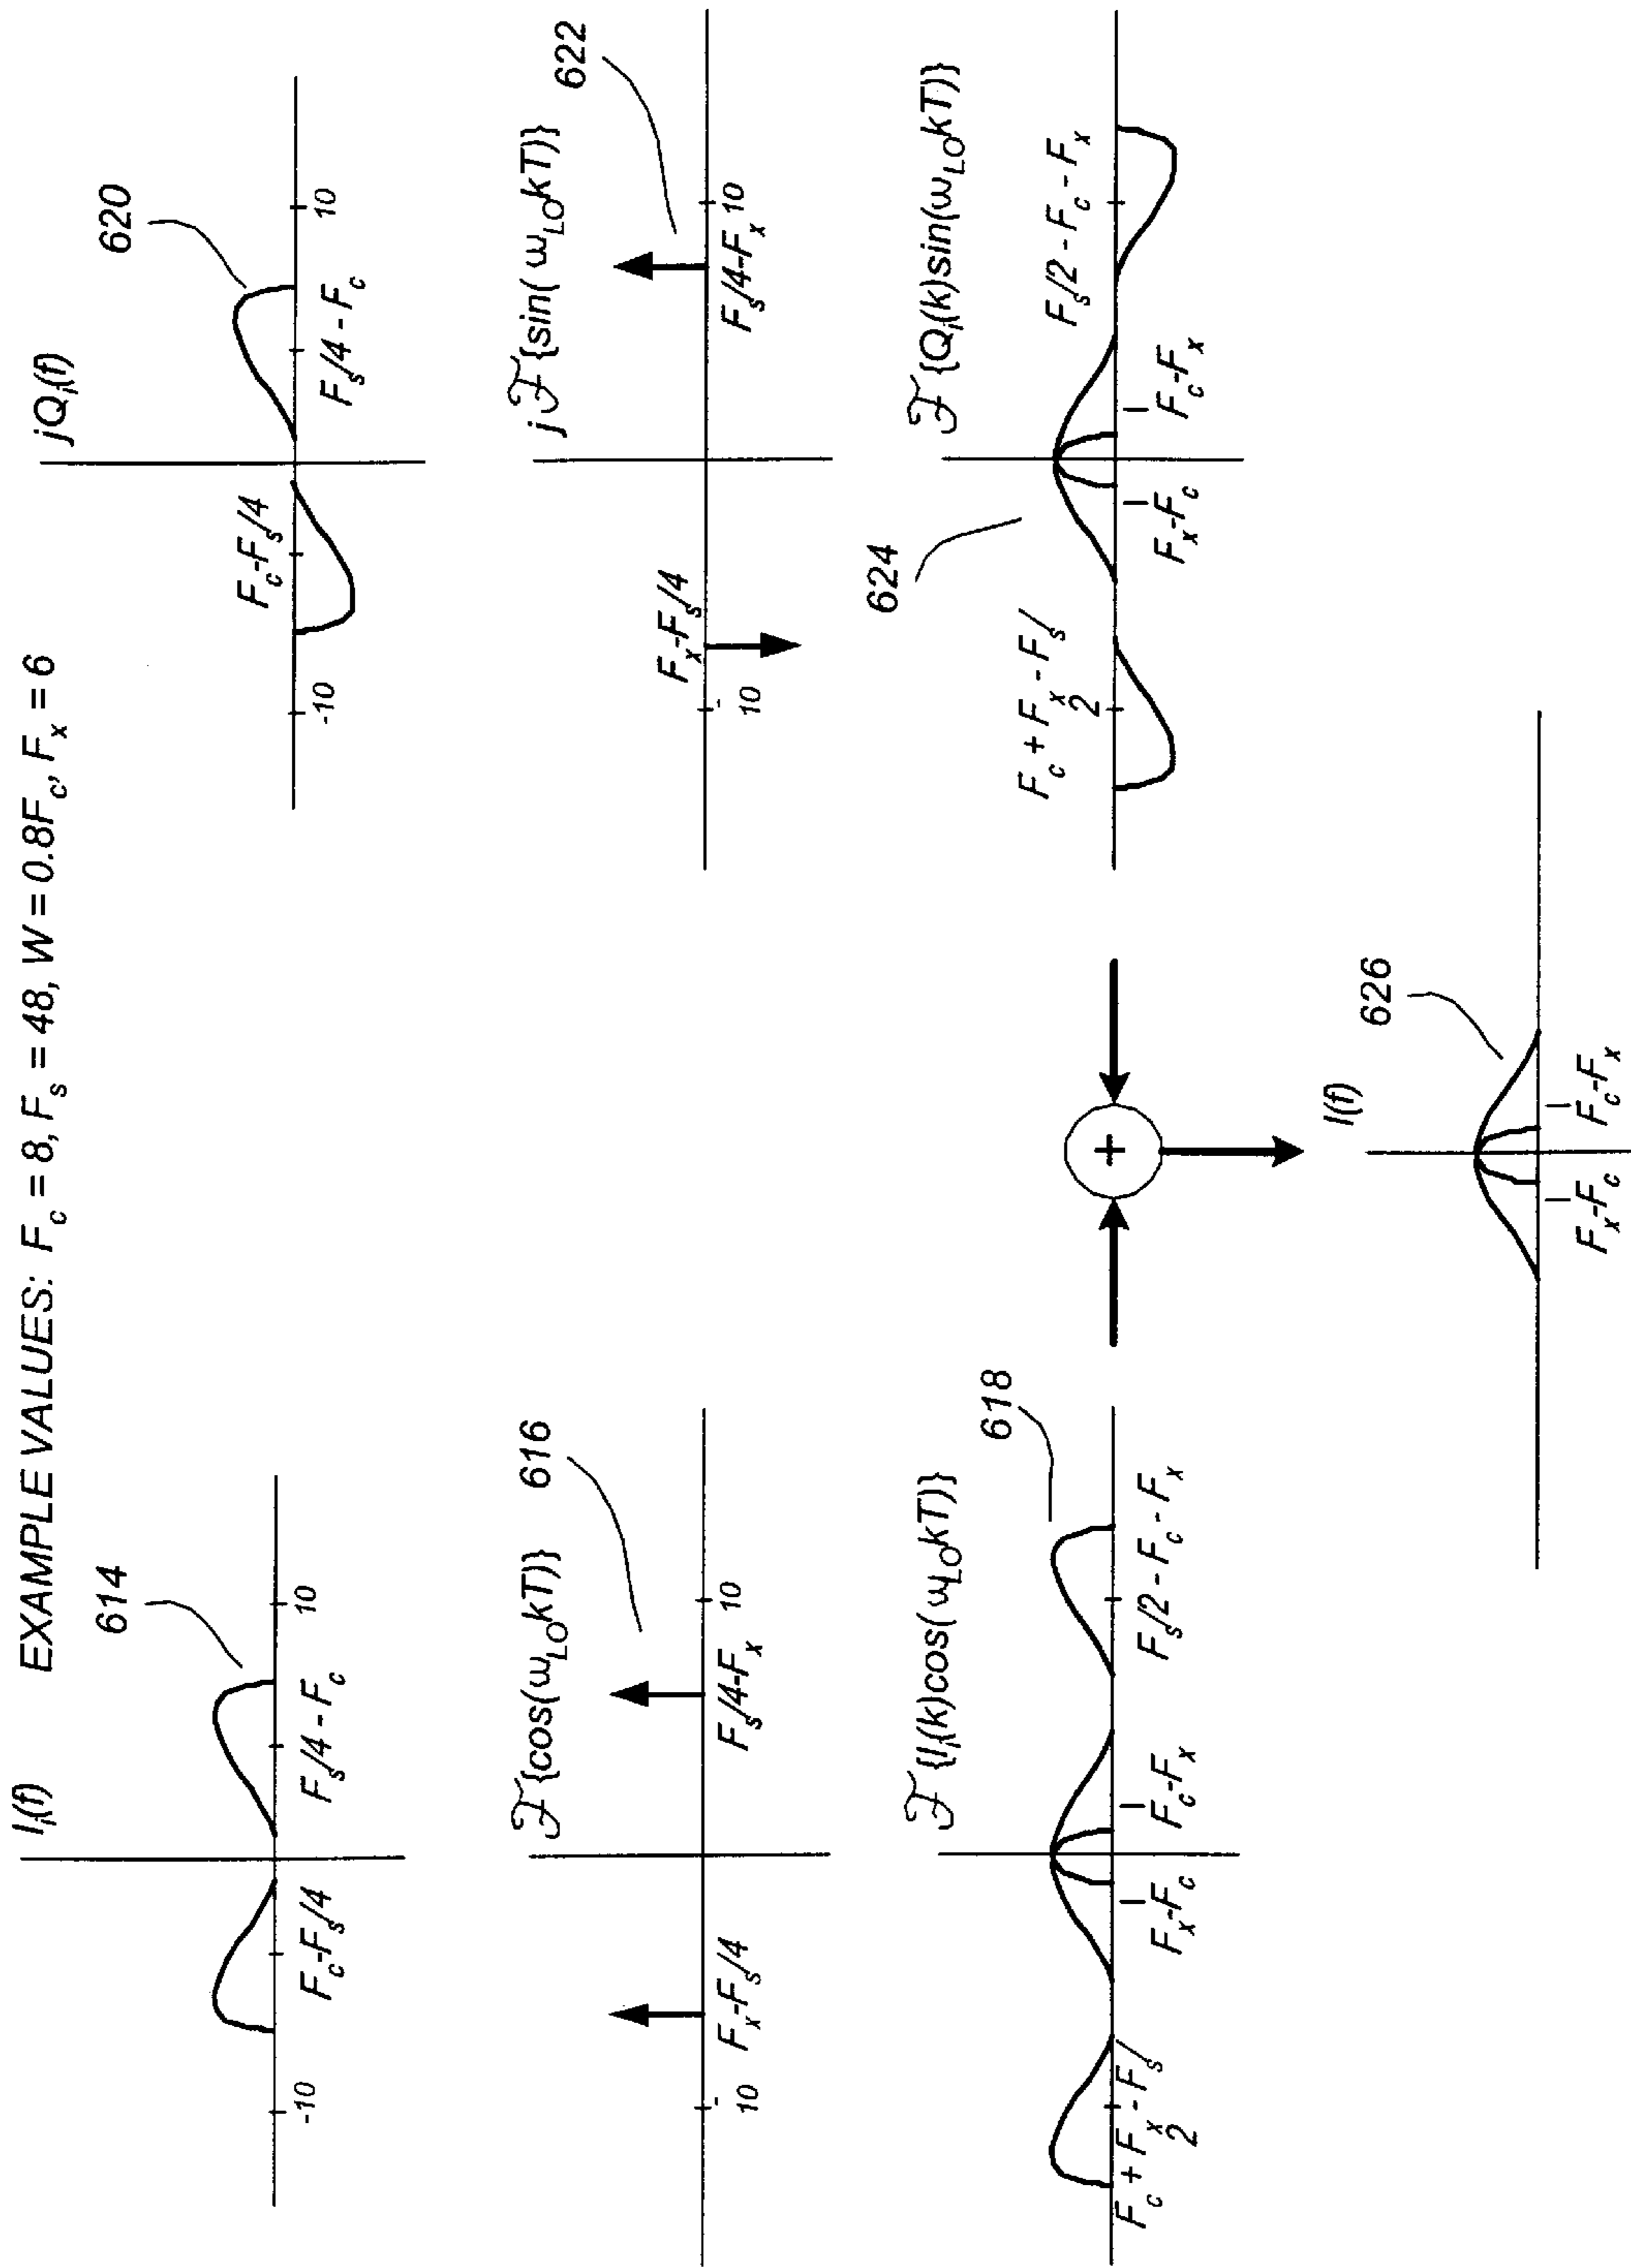 EXAMPLE VALUES: F_c = 8, F_s = 48, W = 0.8F_c, F_x = 6
I_i(f)
614
F_c-F_s/4
F_s/4 - F_c
-10
10
jQ_i(f)
620
F_c-F_s/4
F_s/4 - F_c
-10
10
ℱ{cos(ω_LO kT)}
616
F_x-F_s/4
F_s/4-F_x
-10
10
j ℱ{sin( ω_LO kT)}
622
F_x-F_s/4
F_s/4-F_x
-10
10
ℱ{I_i(k)cos(ω_LO kT)}
618
F_c + F_x - F_s/
2
F_x-F_c
F_c-F_x
F_s/2 - F_c - F_x
ℱ{Q_i(k)sin(ω_LO kT)}
624
F_c + F_x - F_s/
2
F_x-F_c
F_c-F_x
F_s/2 - F_c - F_x
+
I(f)
626
F_x-F_c
F_c-F_x